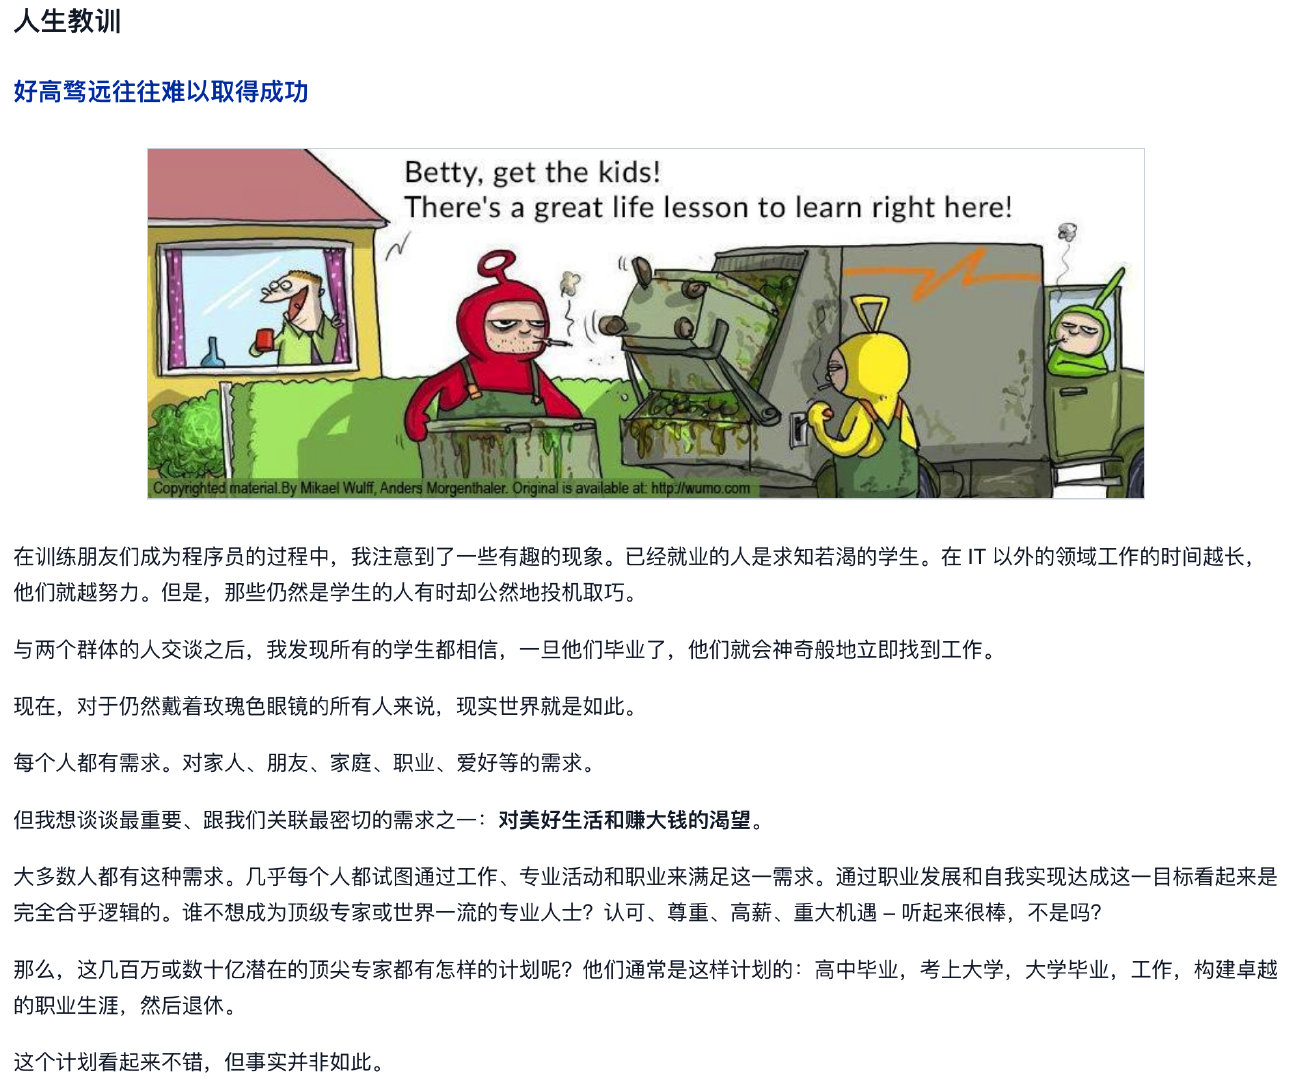 人生教训
好高骛远往往难以取得成功
Betty, get the kids!
There's a great life lesson to learn right here!
Copyrighted material.By Mikael Wulff, Anders Morgenthaler. Original is available at: http://wumo.com
在训练朋友们成为程序员的过程中，我注意到了一些有趣的现象。已经就业的人是求知若渴的学生。在 IT 以外的领域工作的时间越长，
他们就越努力。但是，那些仍然是学生的人有时却公然地投机取巧。
与两个群体的人交谈之后，我发现所有的学生都相信，一旦他们毕业了，他们就会神奇般地立即找到工作。
现在，对于仍然戴着玫瑰色眼镜的所有人来说，现实世界就是如此。
每个人都有需求。对家人、朋友、家庭、职业、爱好等的需求。
但我想谈谈最重要、跟我们关联最密切的需求之一：对美好生活和赚大钱的渴望。
大多数人都有这种需求。几乎每个人都试图通过工作、专业活动和职业来满足这一需求。通过职业发展和自我实现达成这一目标看起来是
完全合乎逻辑的。谁不想成为顶级专家或世界一流的专业人士？认可、尊重、高薪、重大机遇 – 听起来很棒，不是吗？
那么，这几百万或数十亿潜在的顶尖专家都有怎样的计划呢？他们通常是这样计划的：高中毕业，考上大学，大学毕业，工作，构建卓越
的职业生涯，然后退休。
这个计划看起来不错，但事实并非如此。